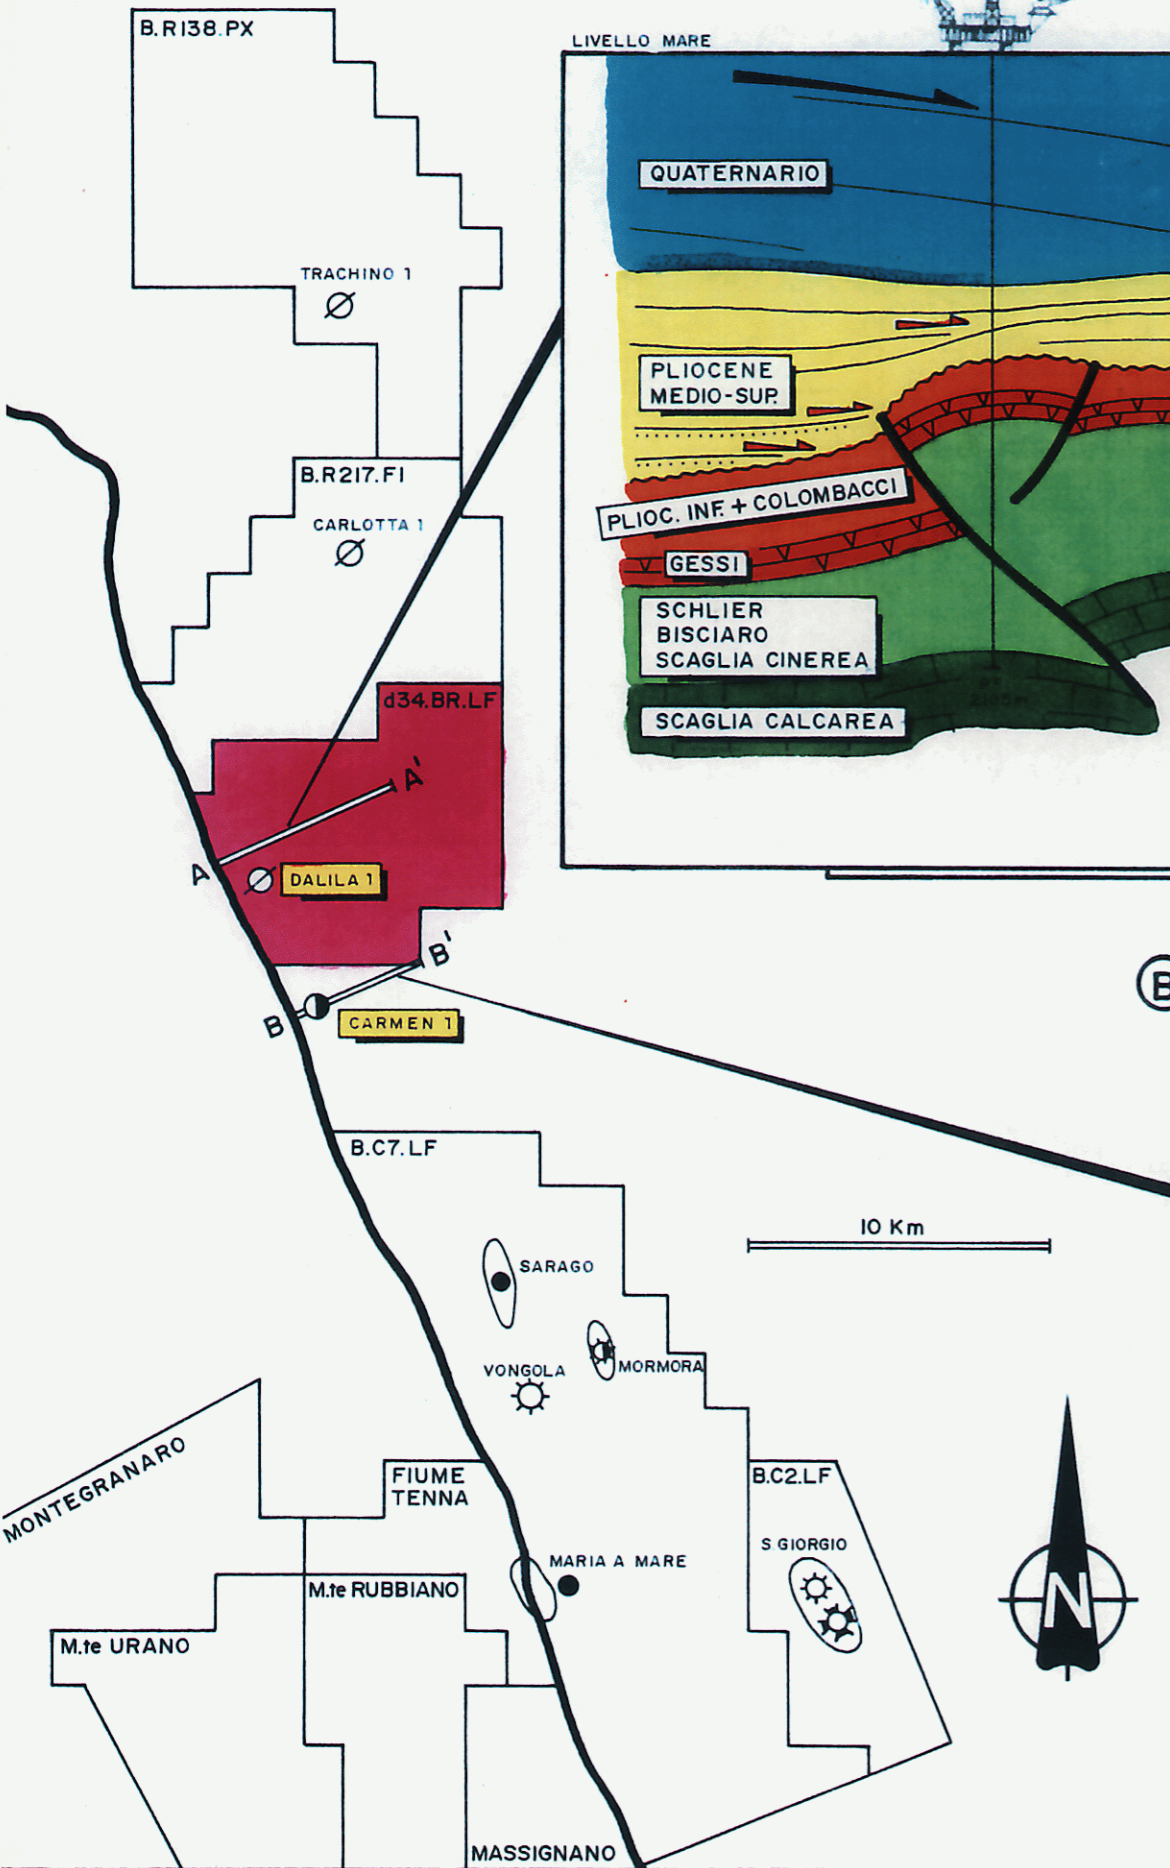 B.R138.PX
LIVELLO MARE
QUATERNARIO
TRACHINO 1
PLIOCENE
MEDIO-SUP.
B.R217.FI
PLIOC. INF. + COLOMBACCI
CARLOTTA 1
GESSI
SCHLIER
BISCIARO
SCAGLIA CINEREA
d34.BR.LF
SCAGLIA CALCAREA
A'
A
DALILA 1
B'
B
B
CARMEN 1
B.C7.LF
10 Km
SARAGO
MORMORA
VONGOLA
MONTEGRANARO
FIUME
TENNA
B.C2.LF
S.GIORGIO
MARIA A MARE
M.te RUBBIANO
N
M.te URANO
MASSIGNANO